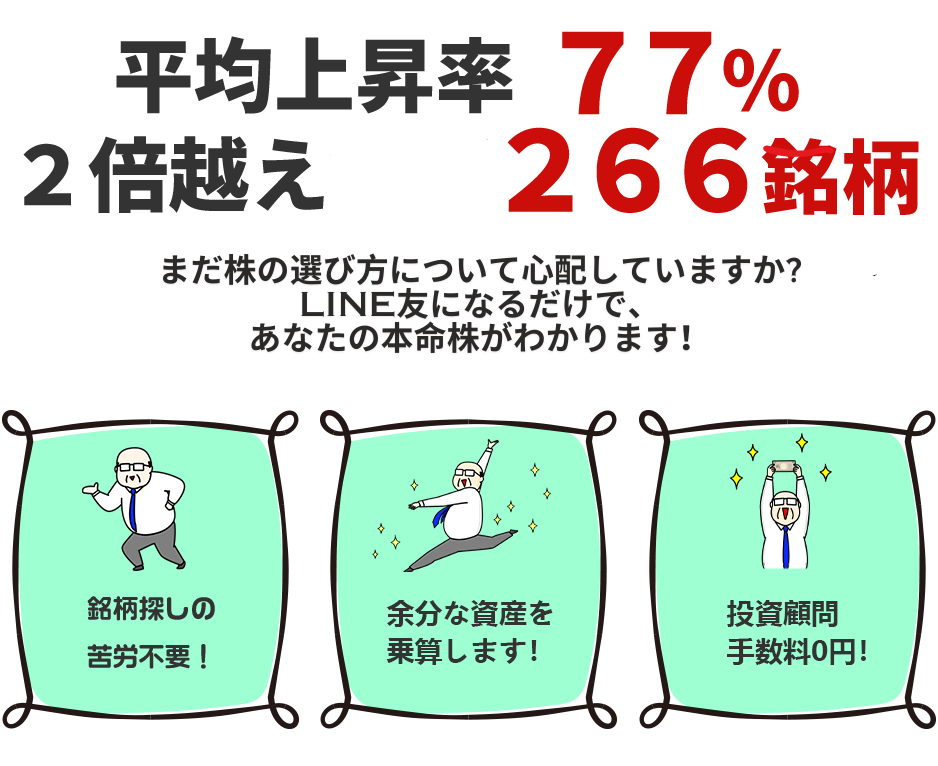 平均上昇率 77%
2倍越え 266銘柄
まだ株の選び方について心配していますか?
LINE友になるだけで、
あなたの本命株がわかります!
銘柄探しの
苦労不要！
余分な資産を
乗算します!
投資顧問
手数料0円!